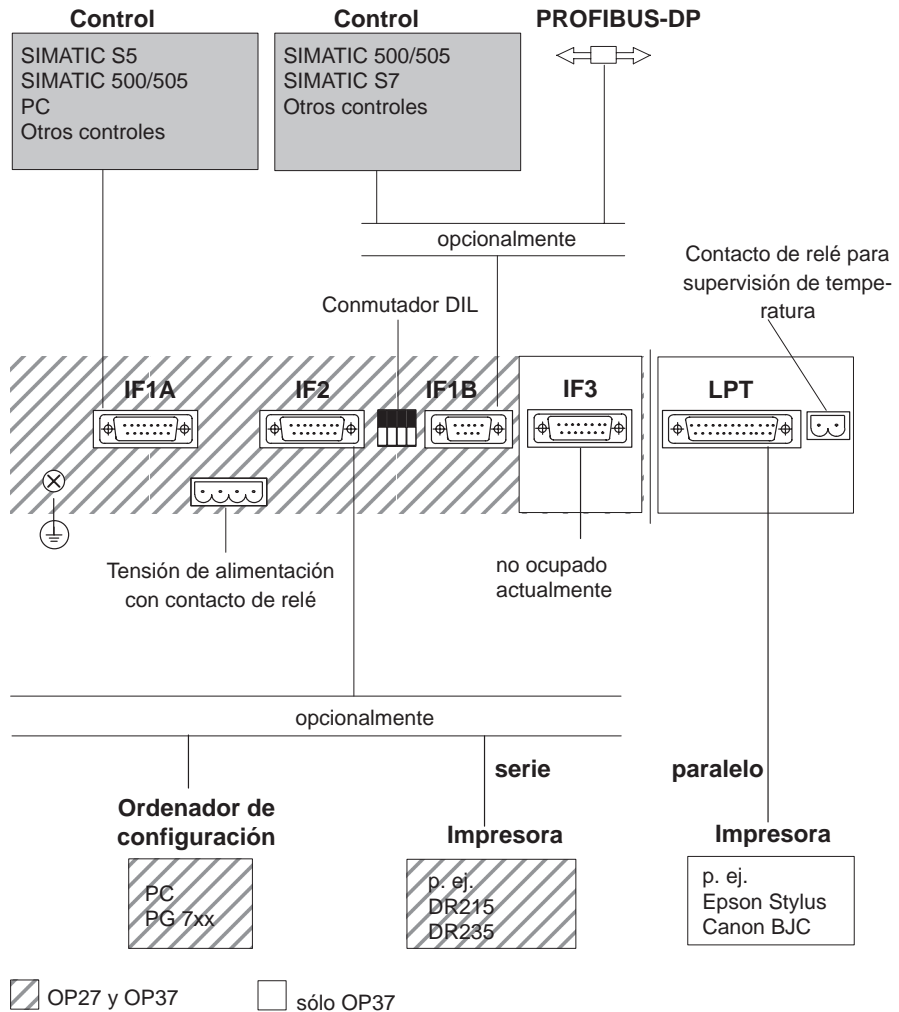 Control
SIMATIC S5
SIMATIC 500/505
PC
Otros controles
Control
SIMATIC 500/505
SIMATIC S7
Otros controles
PROFIBUS-DP
opcionalmente
Contacto de relé para
supervisión de tempe-
ratura
Conmutador DIL
IF1A
IF2
IF1B
IF3
LPT
Tensión de alimentación
con contacto de relé
no ocupado
actualmente
opcionalmente
serie
paralelo
Ordenador de
configuración
PC
PG 7xx
Impresora
p. ej.
DR215
DR235
Impresora
p. ej.
Epson Stylus
Canon BJC
OP27 y OP37
sólo OP37